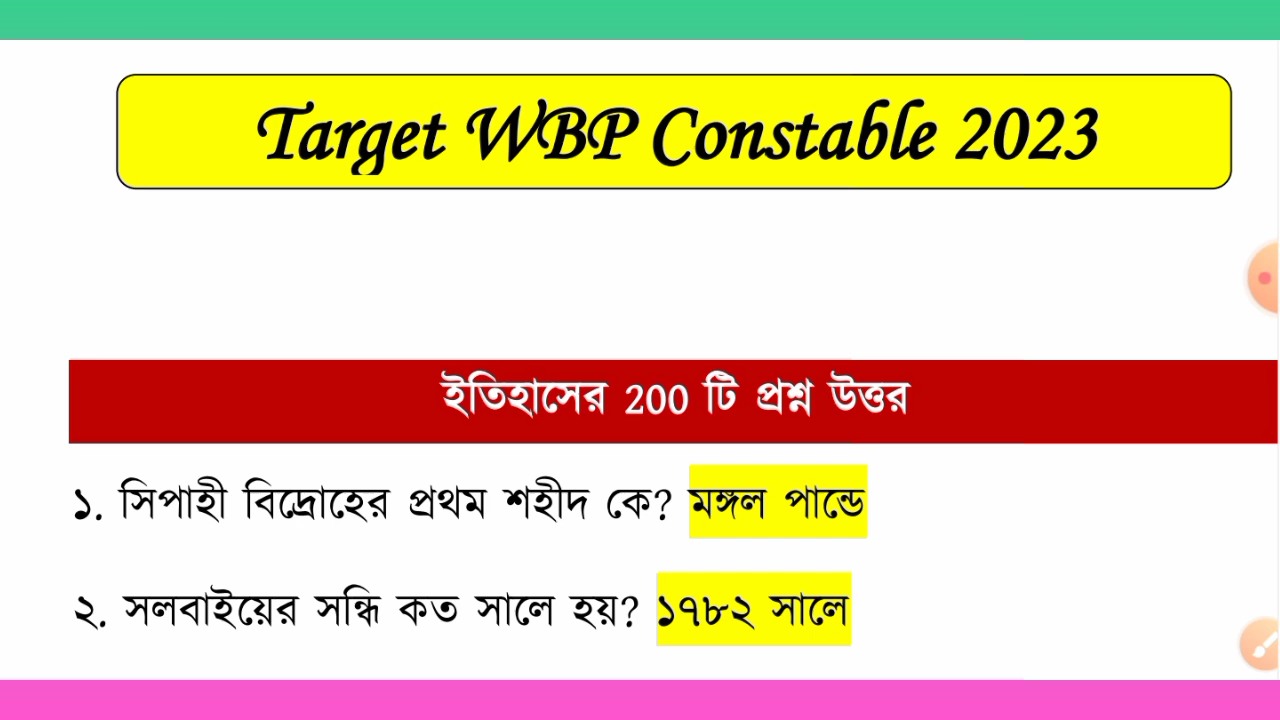 Target WBP Constable 2023
ইতিহাসের 200 টি প্রশ্ন উত্তর
১. সিপাহী বিদ্রোহের প্রথম শহীদ কে? মঙ্গল পান্ডে
২. সলবাইয়ের সন্ধি কত সালে হয়? ১৭৮২ সালে